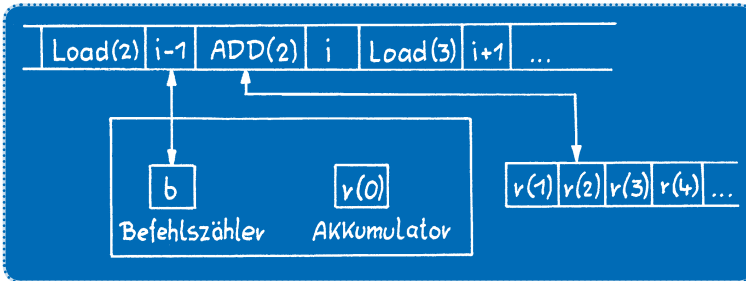 Load(2) i-1 ADD(2) i Load(3) i+1 ...
b r(0) r(1) r(2) r(3) r(4) ...
Befehlszähler AKKumulator